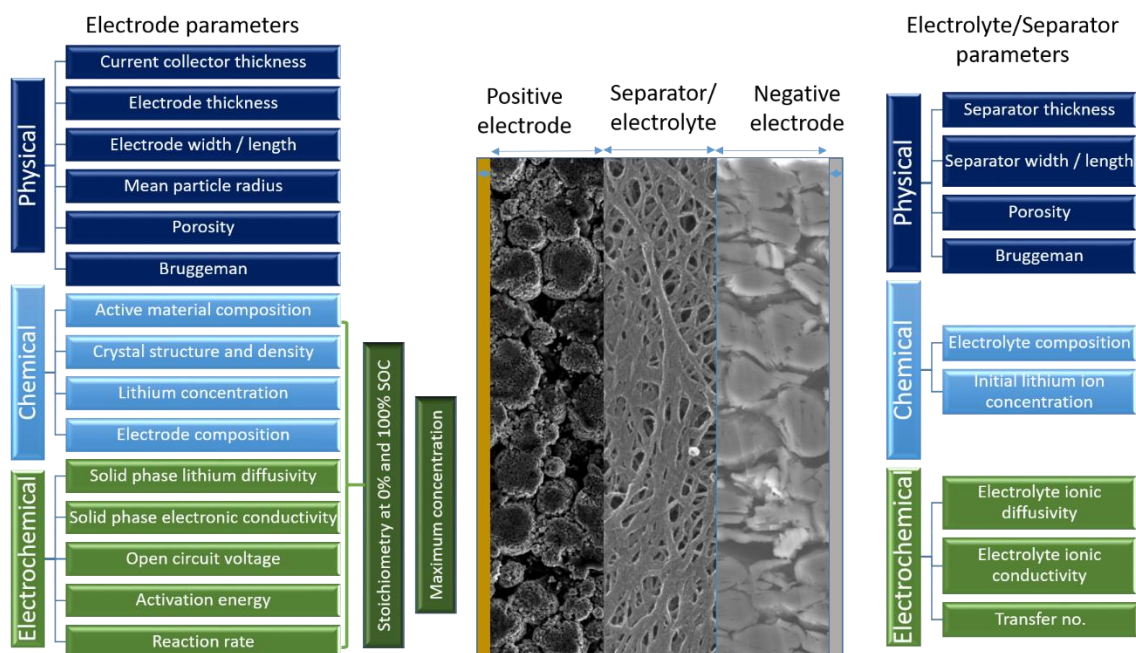 Electrode parameters
Physical
Current collector thickness
Electrode thickness
Electrode width / length
Mean particle radius
Porosity
Bruggeman
Chemical
Active material composition
Crystal structure and density
Lithium concentration
Electrode composition
Electrochemical
Solid phase lithium diffusivity
Solid phase electronic conductivity
Open circuit voltage
Activation energy
Reaction rate
Stoichiometry at 0% and 100% SOC
Maximum concentration
Positive
electrode
Separator/
electrolyte
Negative
electrode
Electrolyte/Separator
parameters
Physical
Separator thickness
Separator width / length
Porosity
Bruggeman
Chemical
Electrolyte composition
Initial lithium ion
concentration
Electrochemical
Electrolyte ionic
diffusivity
Electrolyte ionic
conductivity
Transfer no.